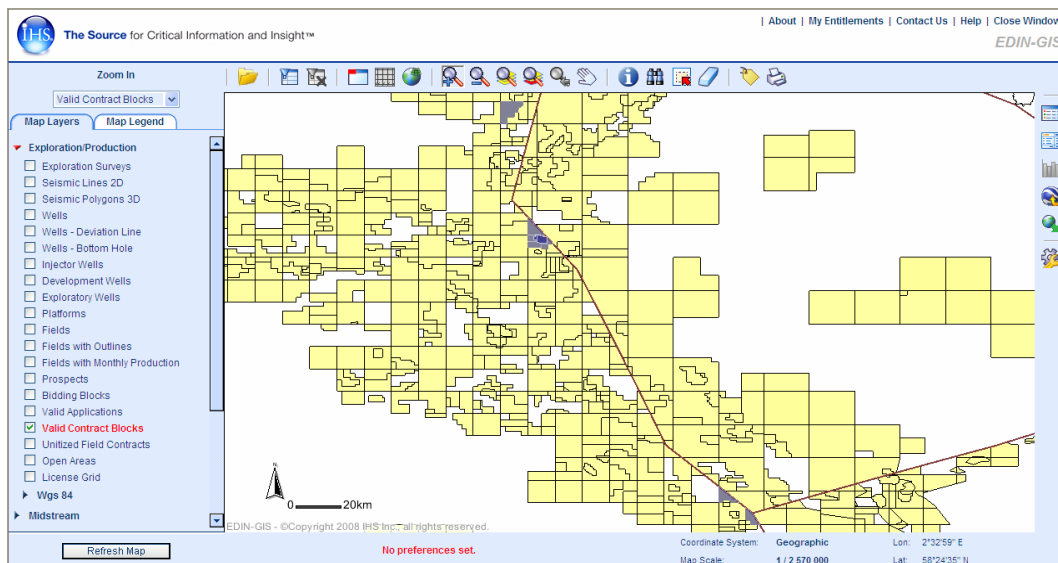 | About | My Entitlements | Contact Us | Help | Close Window
IHS The Source for Critical Information and Insight™
EDIN-GIS
Zoom In
Valid Contract Blocks
Map Layers Map Legend
Exploration/Production
Exploration Surveys
Seismic Lines 2D
Seismic Polygons 3D
Wells
Wells - Deviation Line
Wells - Bottom Hole
Injector Wells
Development Wells
Exploratory Wells
Platforms
Fields
Fields with Outlines
Fields with Monthly Production
Prospects
Bidding Blocks
Valid Applications
Valid Contract Blocks
Unitized Field Contracts
Open Areas
License Grid
Wgs 84
Midstream
N
0 20km
EDIN-GIS - ©Copyright 2008 IHS Inc. all rights reserved.
Refresh Map
No preferences set.
Coordinate System: Geographic Lon: 2°32'59" E
Map Scale: 1 / 2 570 000 Lat: 58°24'35" N